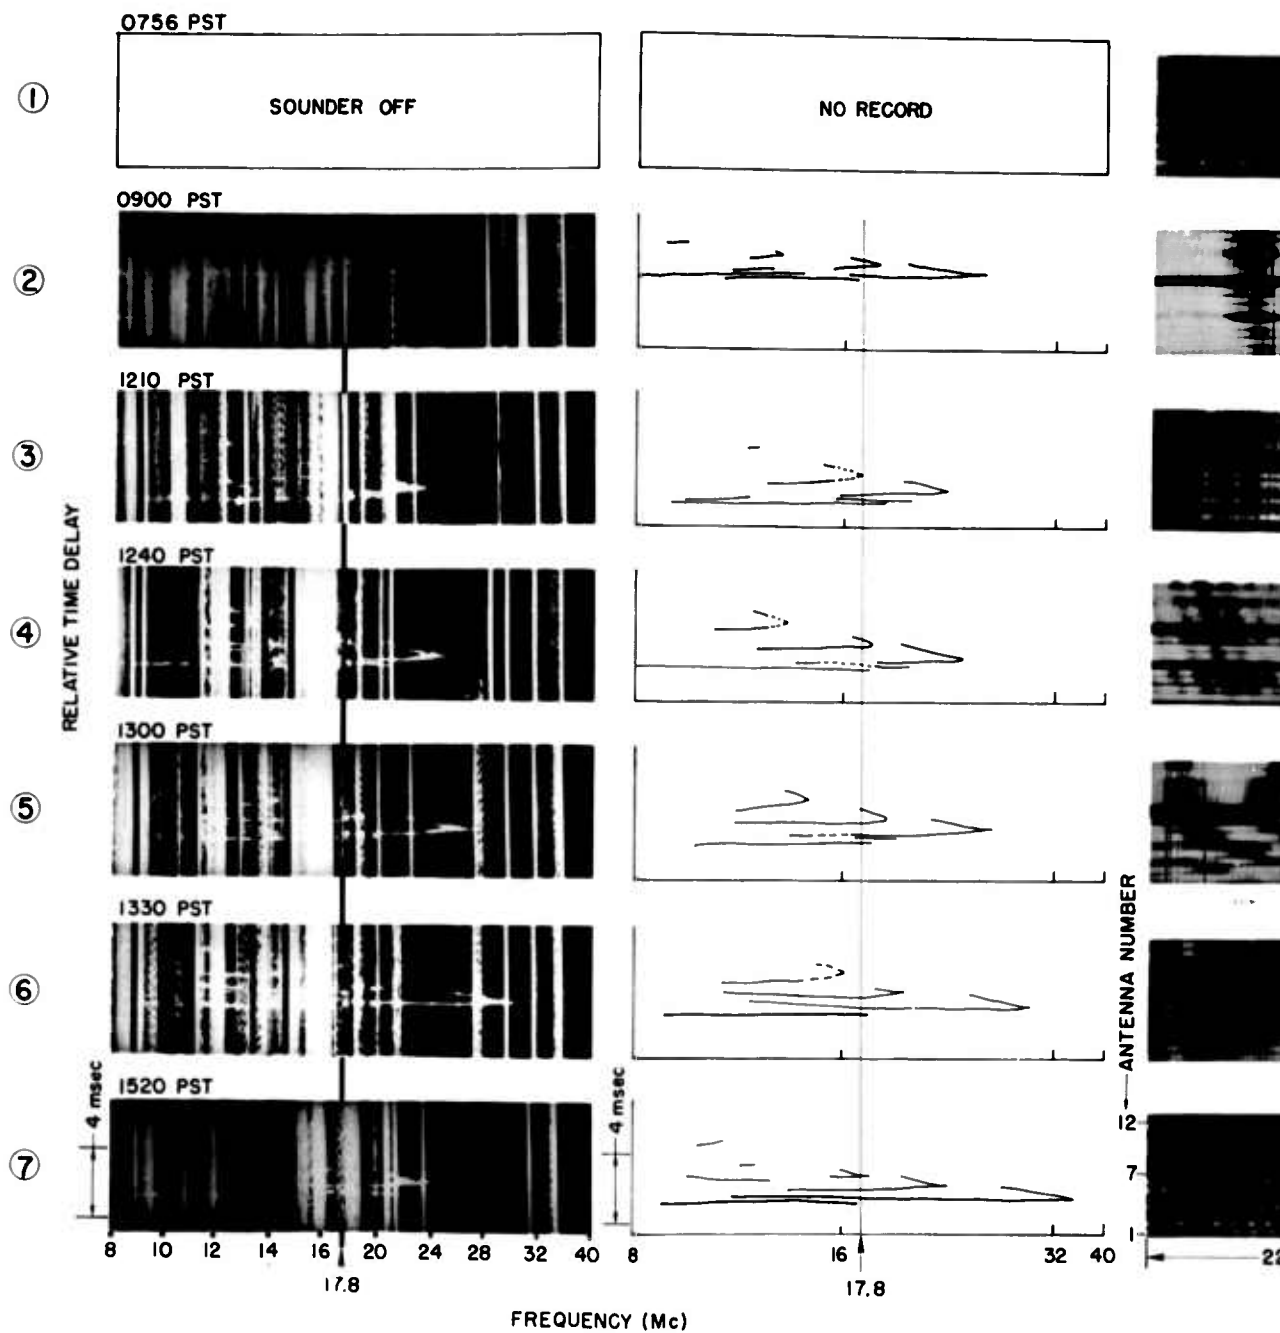 0756 PST
1
SOUNDER OFF
NO RECORD
0900 PST
2
1210 PST
3
1240 PST
4
RELATIVE TIME DELAY
1300 PST
5
1330 PST
6
ANTENNA NUMBER
1520 PST
7
4 msec
4 msec
12
7
1
8 10 12 14 16 20 24 28 32 40
8 16 32 40
22
17.8
17.8
FREQUENCY (Mc)